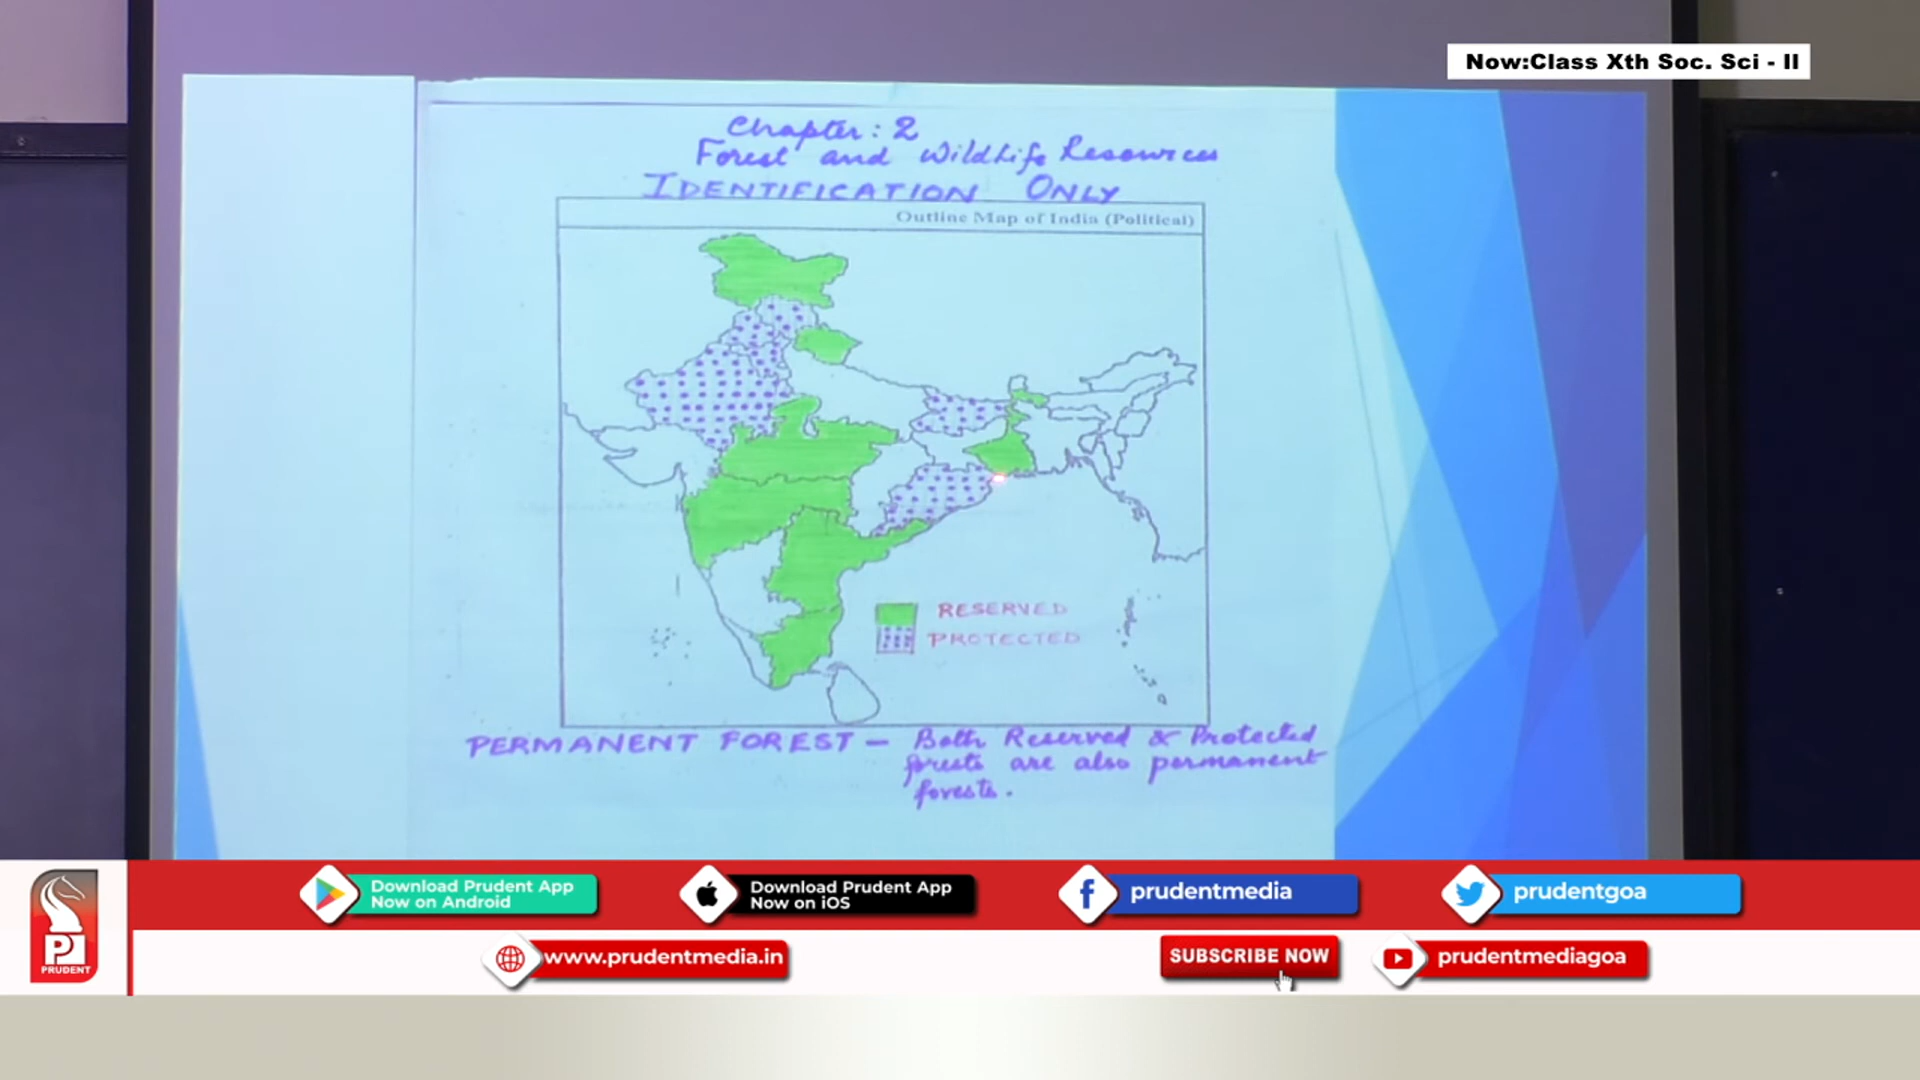 Now:Class Xth Soc. Sci - II
Chapter: 2
Forest and Wildlife Resources
IDENTIFICATION ONLY
Outline Map of India (Political)
RESERVED
PROTECTED
PERMANENT FOREST - Both Reserved & Protected
forests are also permanent
forests.
Download Prudent App
Now on Android
Download Prudent App
Now on iOS
prudentmedia
prudentgoa
PRUDENT
www.prudentmedia.in
SUBSCRIBE NOW
prudentmediagoa